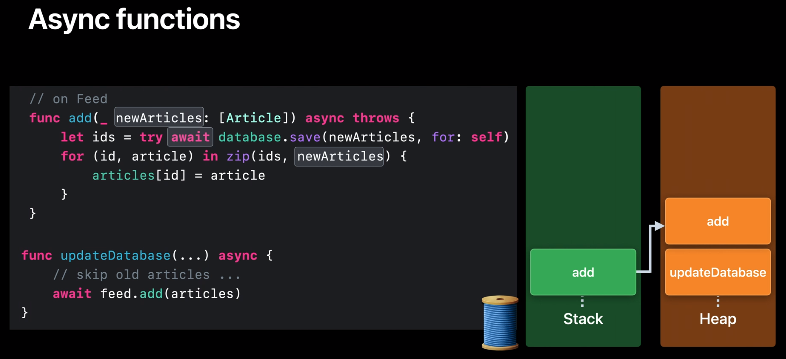 Async functions
// on Feed
func add(_ newArticles: [Article]) async throws {
let ids = try await database.save(newArticles, for: self)
for (id, article) in zip(ids, newArticles) {
articles[id] = article
}
}
func updateDatabase(...) async {
// skip old articles ...
await feed.add(articles)
}
add
Stack
add
updateDatabase
Heap